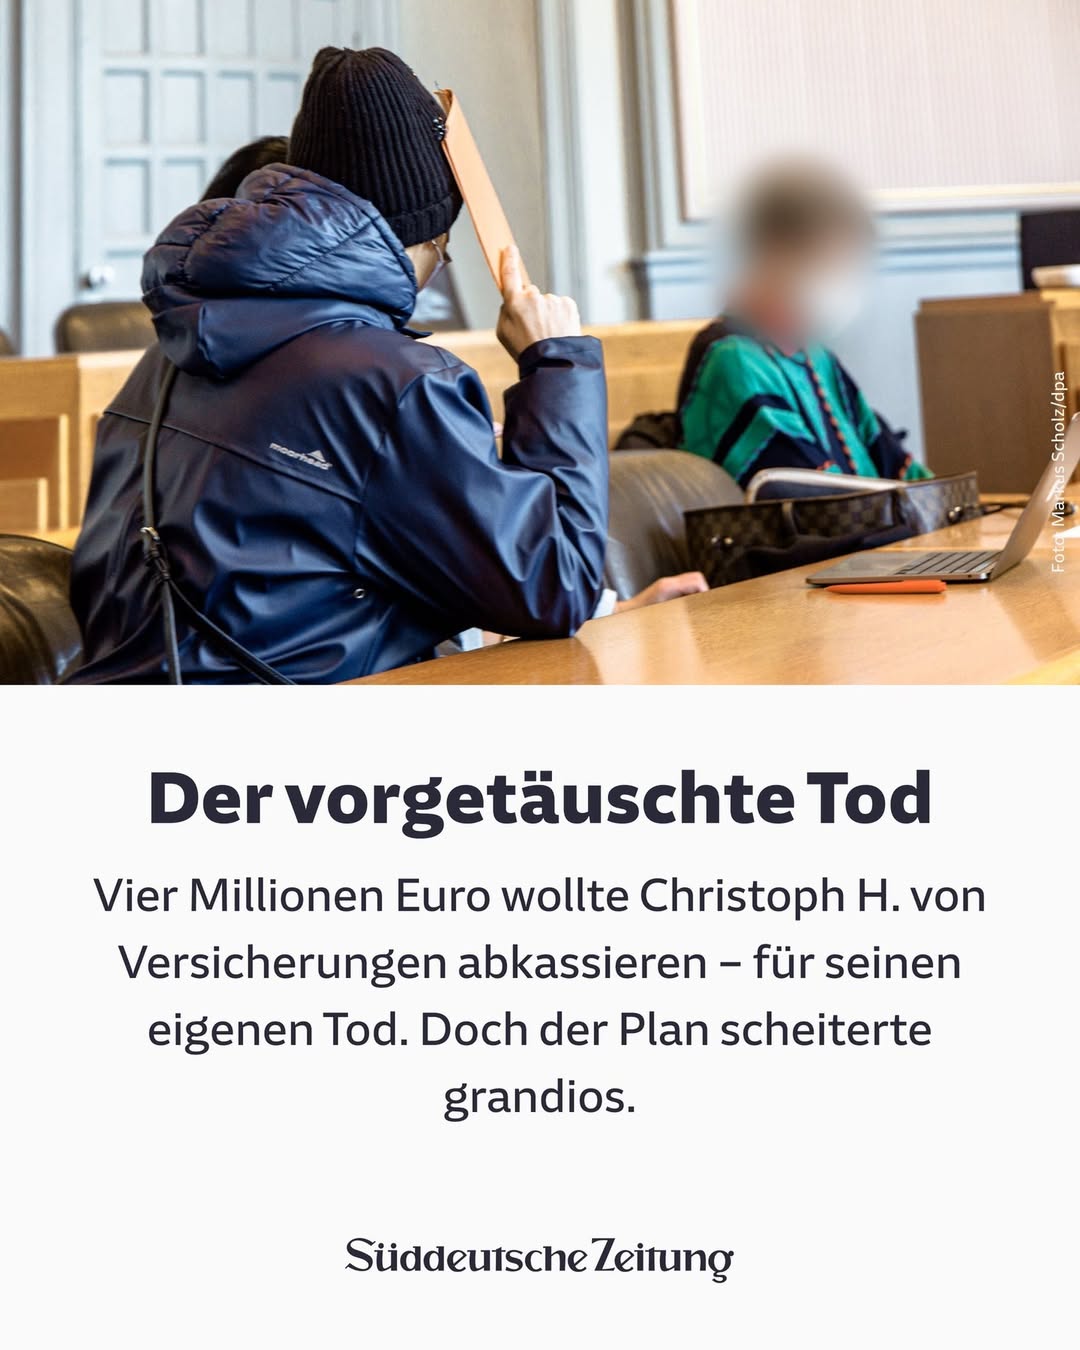 moorhead
Foto: Markus Scholz/dpa
Der vorgetäuschte Tod
Vier Millionen Euro wollte Christoph H. von
Versicherungen abkassieren – für seinen
eigenen Tod. Doch der Plan scheiterte
grandios.
Süddeutsche Zeitung